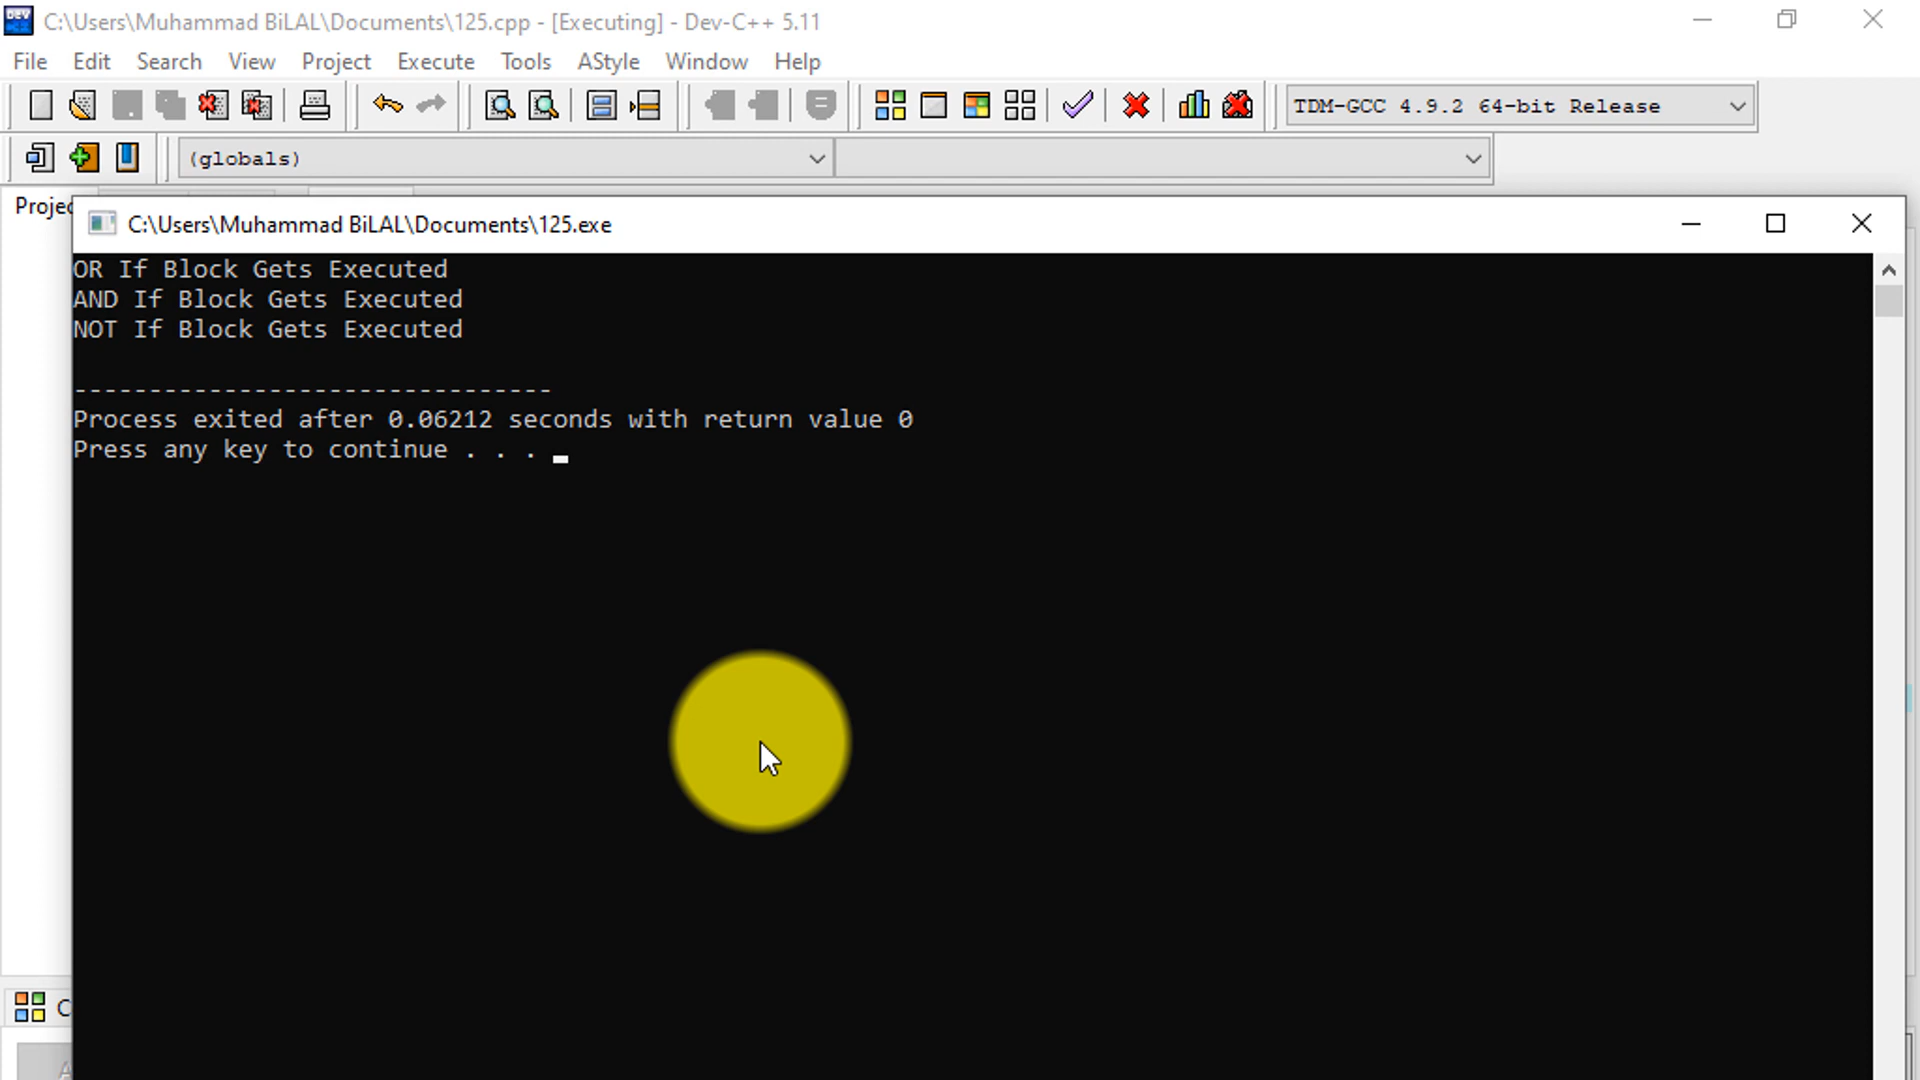 C:\Users\Muhammad BiLAL\Documents\125.cpp - [Executing] - Dev-C++ 5.11
File Edit Search View Project Execute Tools AStyle Window Help
TDM-GCC 4.9.2 64-bit Release
(globals)
Projec
C:\Users\Muhammad BiLAL\Documents\125.exe
OR If Block Gets Executed
AND If Block Gets Executed
NOT If Block Gets Executed
--------------------------------
Process exited after 0.06212 seconds with return value 0
Press any key to continue . . .